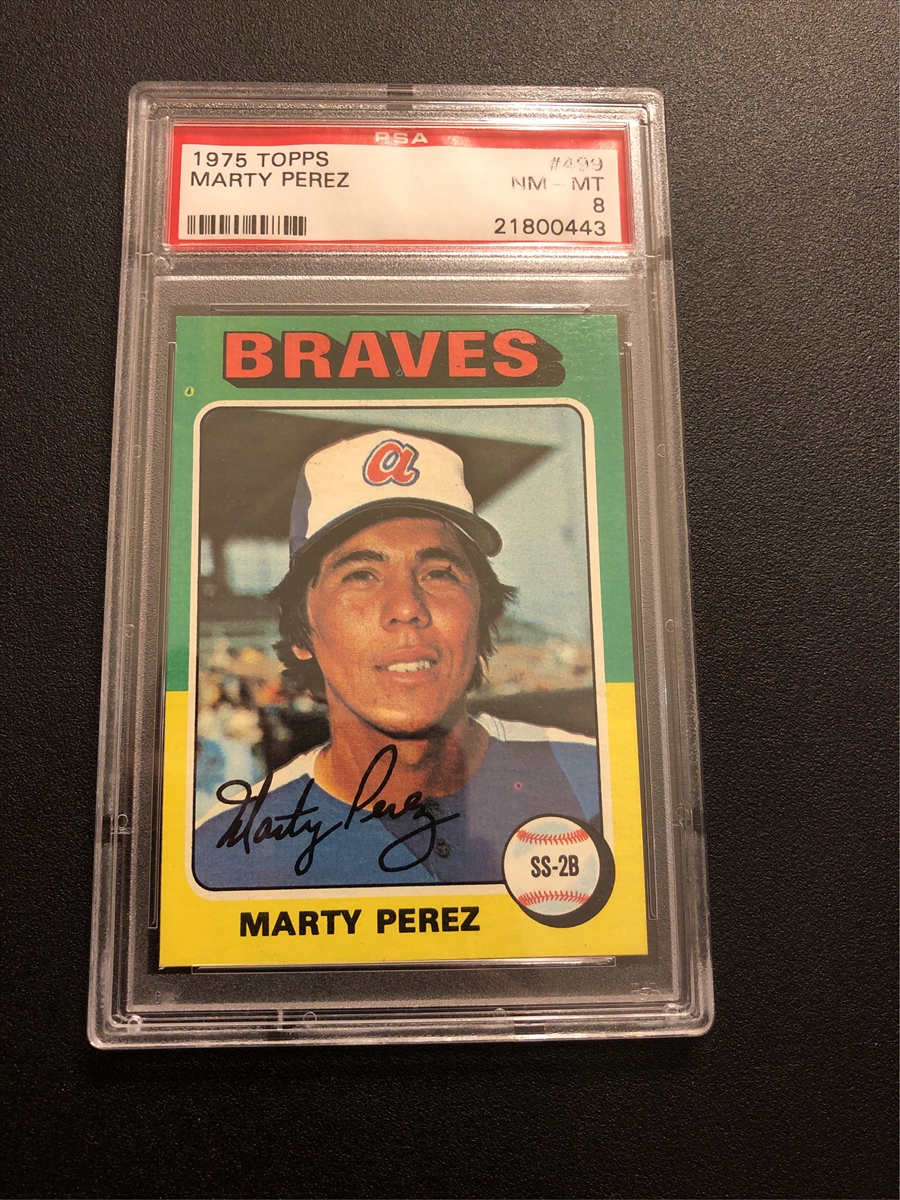 PSA
1975 TOPPS #499
MARTY PEREZ NM - MT
8
21800443
BRAVES
a
Marty Perez
SS-2B
MARTY PEREZ